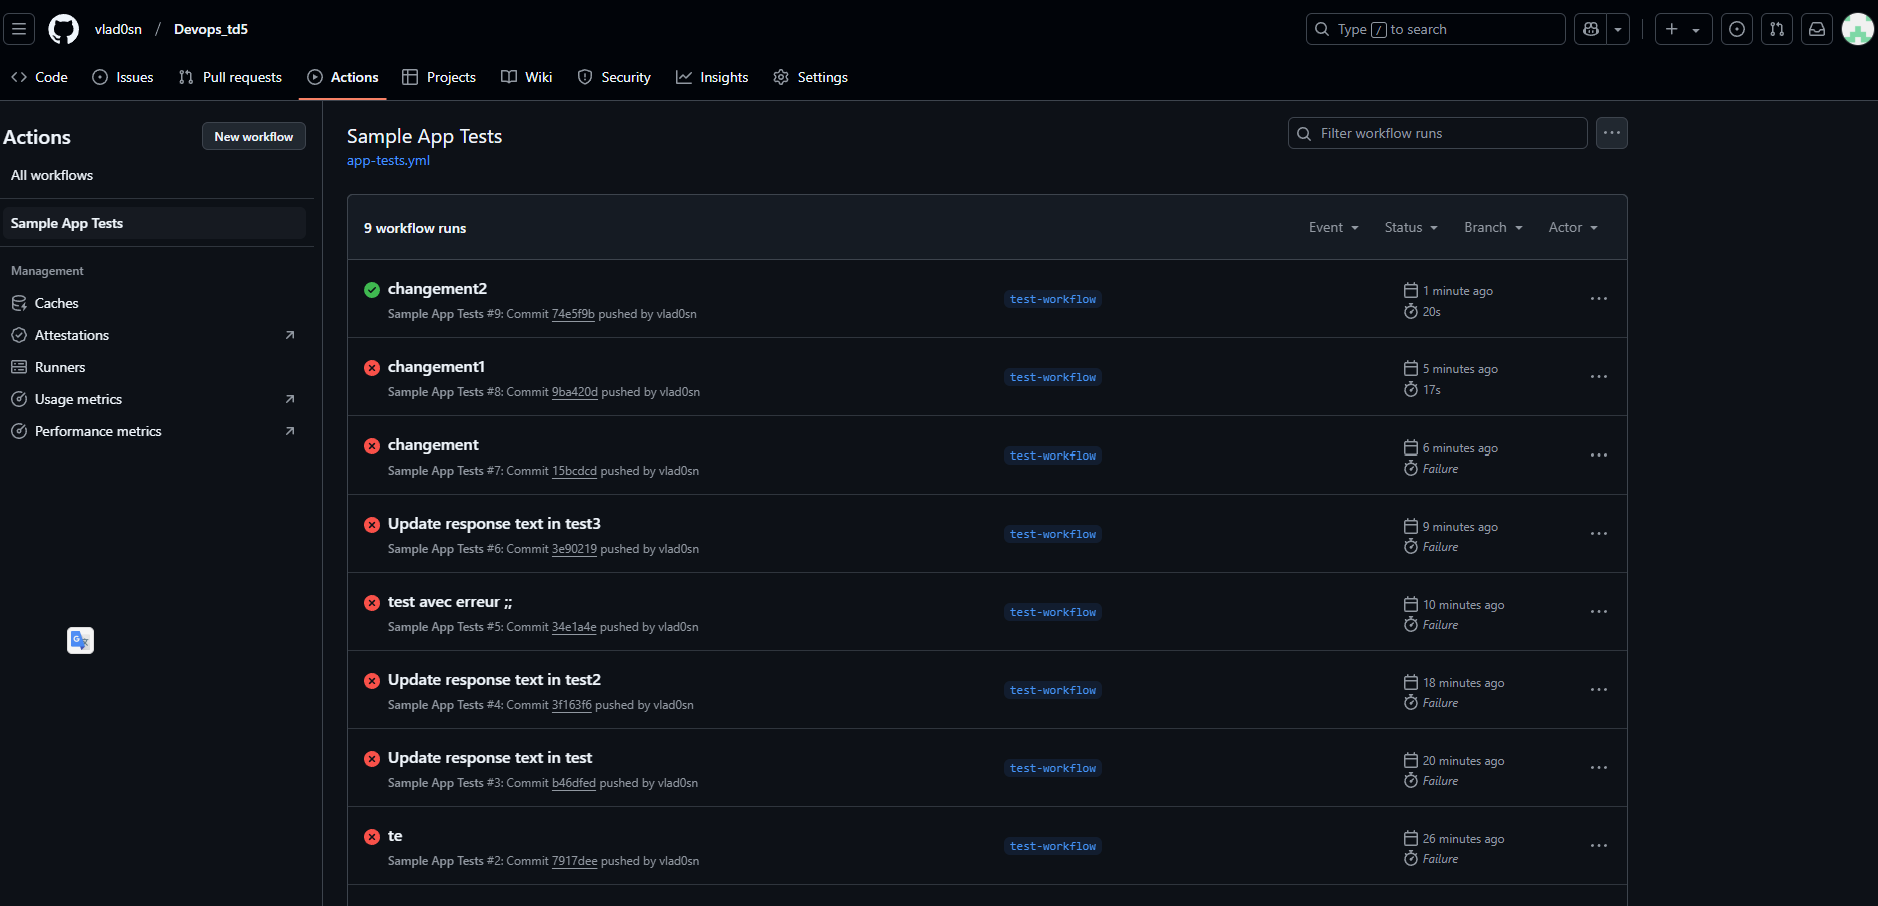 vlad0sn / Devops_td5
Type / to search
Code
Issues
Pull requests
Actions
Projects
Wiki
Security
Insights
Settings
Actions
New workflow
All workflows
Sample App Tests
Management
Caches
Attestations
Runners
Usage metrics
Performance metrics
Sample App Tests
app-tests.yml
Filter workflow runs
9 workflow runs
Event
Status
Branch
Actor
changement2
Sample App Tests #9: Commit 74e5f9b pushed by vlad0sn
test-workflow
1 minute ago
20s
changement1
Sample App Tests #8: Commit 9ba420d pushed by vlad0sn
test-workflow
5 minutes ago
17s
changement
Sample App Tests #7: Commit 15bcdcd pushed by vlad0sn
test-workflow
6 minutes ago
Failure
Update response text in test3
Sample App Tests #6: Commit 3e90219 pushed by vlad0sn
test-workflow
9 minutes ago
Failure
test avec erreur ;;
Sample App Tests #5: Commit 34e1a4e pushed by vlad0sn
test-workflow
10 minutes ago
Failure
Update response text in test2
Sample App Tests #4: Commit 3f163f6 pushed by vlad0sn
test-workflow
18 minutes ago
Failure
Update response text in test
Sample App Tests #3: Commit b46dfed pushed by vlad0sn
test-workflow
20 minutes ago
Failure
te
Sample App Tests #2: Commit 7917dee pushed by vlad0sn
test-workflow
26 minutes ago
Failure